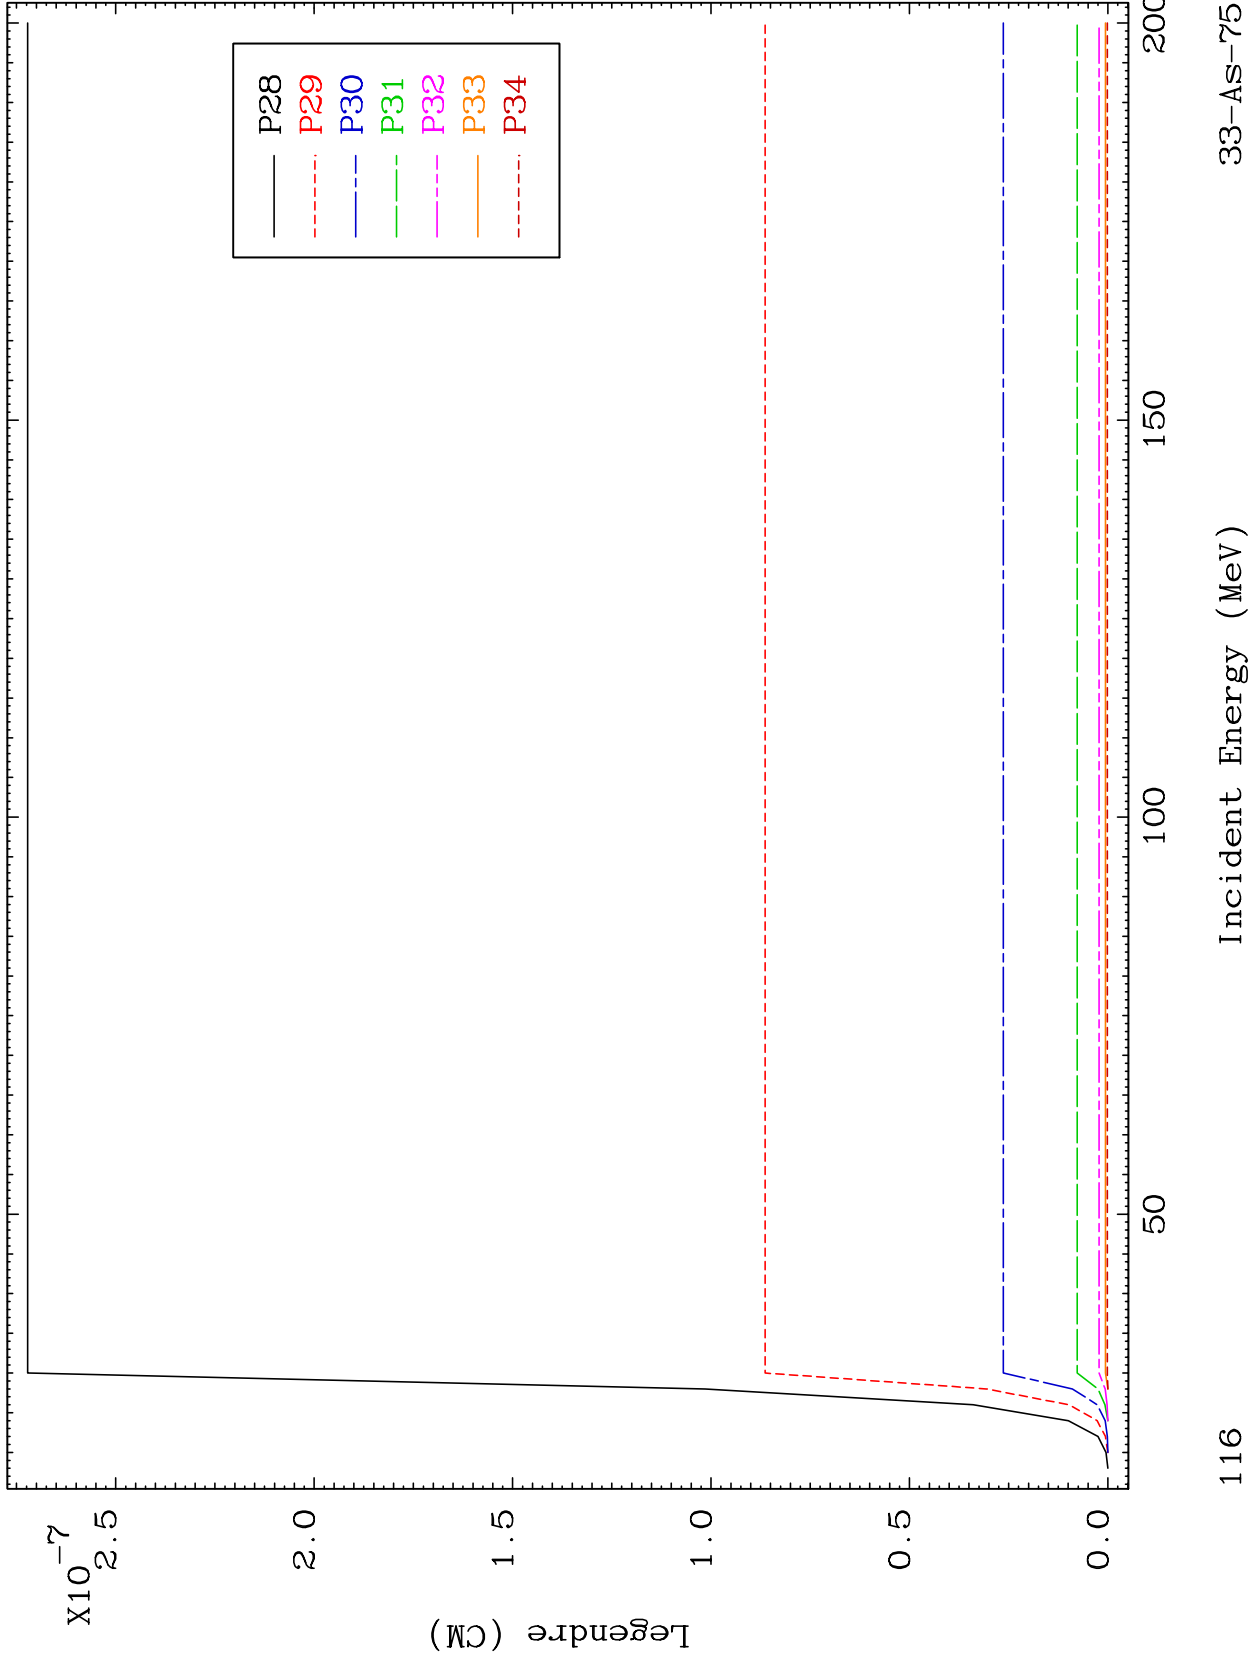 X10-7
2.5
2.0
1.5
1.0
0.5
0.0
Legendre (CM)
P28
P29
P30
P31
P32
P33
P34
50
100
150
200
Incident Energy (MeV)
116
33-As-75